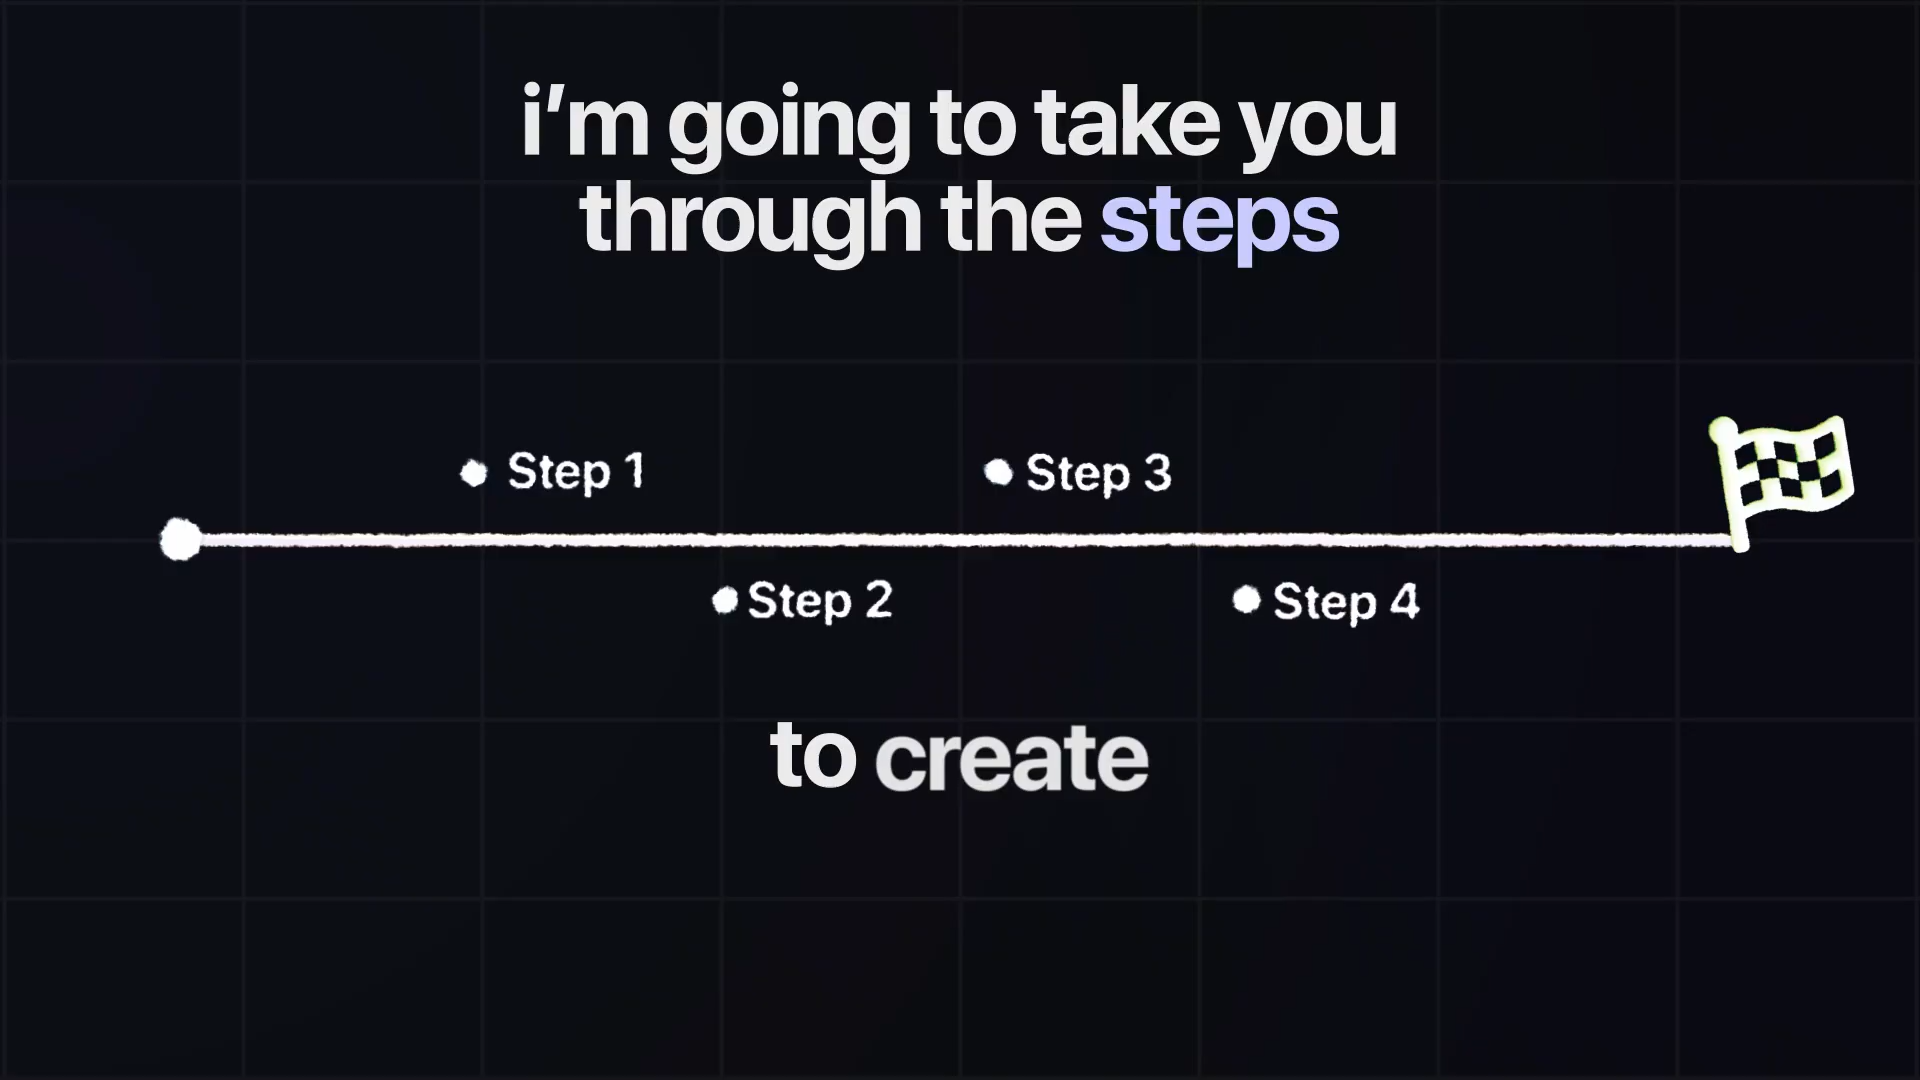 i'm going to take you
through the steps
Step 1
Step 3
Step 2
Step 4
to create